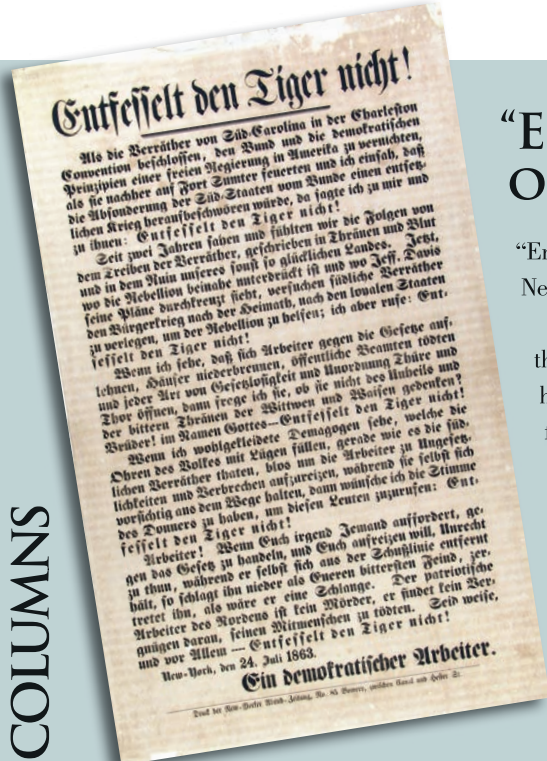 Entfesselt den Tiger nicht!
Als die Verräther von Süd-Carolina in der Charleston
Convention beschlossen, den Bund und die demokratischen
Prinzipien einer freien Regierung in Amerika zu vernichten,
als sie nachher auf Fort Sumter feuerten und ich einsah, daß
die Absonderung der Süd-Staaten vom Bunde einen entsetz-
lichen Krieg heraufbeschwören würde, da sagte ich zu mir und
zu ihnen: Entfesselt den Tiger nicht!
Seit zwei Jahren sahen und fühlten wir die Folgen von
dem Treiben der Verräther, geschrieben in Thränen und Blut
und in dem Ruin unseres sonst so glücklichen Landes. Jetzt,
wo die Rebellion beinahe unterdrückt ist und wo Jeff. Davis
seine Pläne durchkreuzt sieht, versuchen südliche Verräther
den Bürgerkrieg nach der Heimath, nach den loyalen Staaten
zu verlegen, um der Rebellion zu helfen; ich aber rufe: Ent-
fesselt den Tiger nicht!
Wenn ich sehe, daß sich Arbeiter gegen die Gesetze auf-
lehnen, Häuser niederbrennen, öffentliche Beamten tödten
und jeder Art von Gesetzlosigkeit und Unordnung Thüre und
Thor öffnen, dann frage ich sie, ob sie nicht des Unheils und
der bittern Thränen der Wittwen und Waisen gedenken?
Brüder! im Namen Gottes—Entfesselt den Tiger nicht!
Wenn ich wohlgekleidete Demagogen sehe, welche die
Ohren des Volkes mit Lügen füllen, gerade wie es die süd-
lichen Verräther thaten, blos um die Arbeiter zu Ungesetz-
lichkeiten und Verbrechen aufzureizen, während sie selbst sich
vorsichtig aus dem Wege halten, dann wünsche ich die Stimme
des Donners zu haben, um diesen Leuten zuzurufen: Ent-
fesselt den Tiger nicht!
Arbeiter! Wenn Euch irgend Jemand auffordert, ge-
gen das Gesetz zu handeln, und Euch aufreizen will, Unrecht
zu thun, während er selbst sich aus der Schußlinie entfernt
hält, so schlagt ihn nieder als Eueren bittersten Feind, zer-
tretet ihn, als wäre er eine Schlange. Der patriotische
Arbeiter des Nordens ist kein Mörder, er findet kein Ver-
gnügen daran, seinen Mitmenschen zu tödten. Seid weise,
und vor Allem — Entfesselt den Tiger nicht!
New-York, den 24. Juli 1863.
Ein demokratischer Arbeiter.
Druck der New-Yorker Abend-Zeitung, No. 85 Bowery, zwischen Canal und Hester St.
COLUMNS
"E
O
"En
Ne
th
h